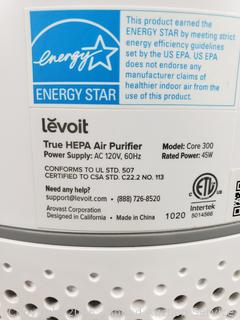 This product earned the
ENERGY STAR by meeting strict
energy efficiency guidelines
set by the US EPA. US EPA
does not endorse any
manufacturer claims of
healthier indoor air from the
use of this product.
energy
ENERGY STAR
levoit
True HEPA Air Purifier
Model: Core 300
Power Supply: AC 120V, 60Hz
Rated Power: 45W
CONFORMS TO UL STD. 507
CERTIFIED TO CSA STD. C22.2 NO. 113
Need any help?
support@levoit.com | (888) 726-8520
Arovast Corporation
Designed in California • Made in China
1020
ETL
C
US
Intertek
5014566